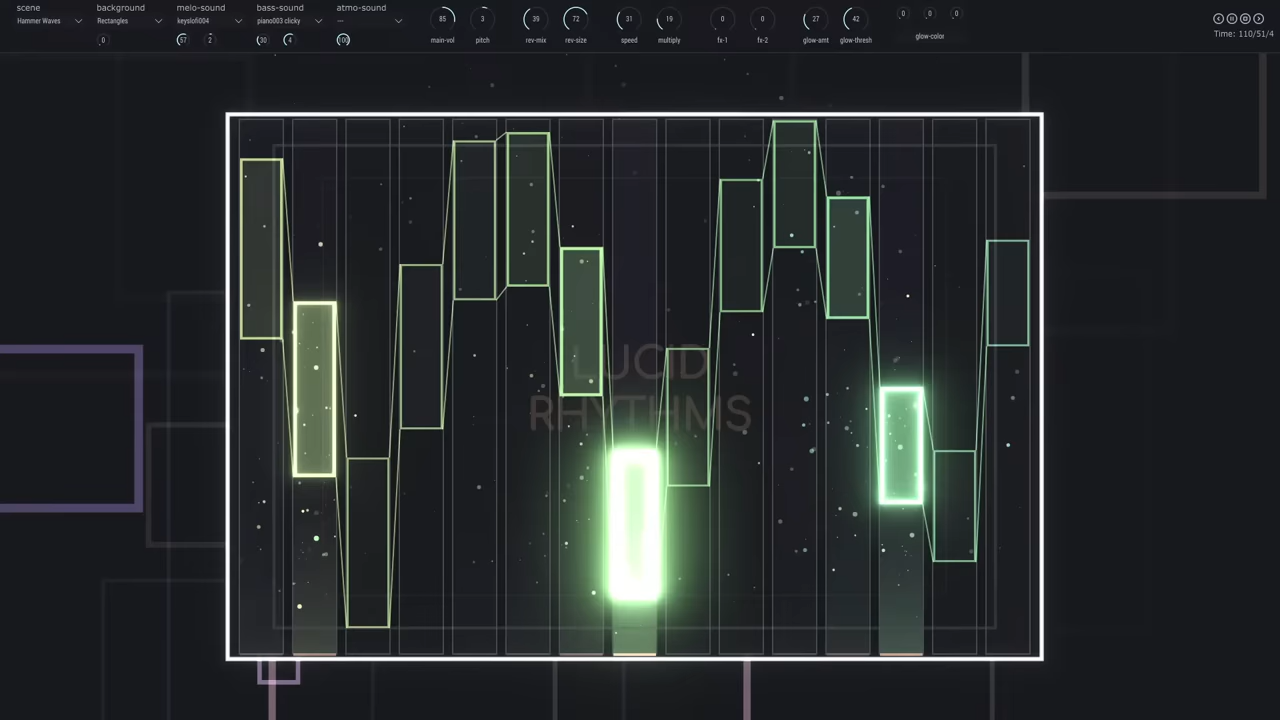 scene background melo-sound bass-sound atmo-sound
Hammer Waves Rectangles keyslofi004 piano003 clicky —
0 57 2 30 4 100
85 3 39 72 31 19 0 0 27 42 0 0 0
main-vol pitch rev-mix rev-size speed multiply fx-1 fx-2 glow-amt glow-thresh glow-color
Time: 110/51/4
LUCID
RHYTHMS